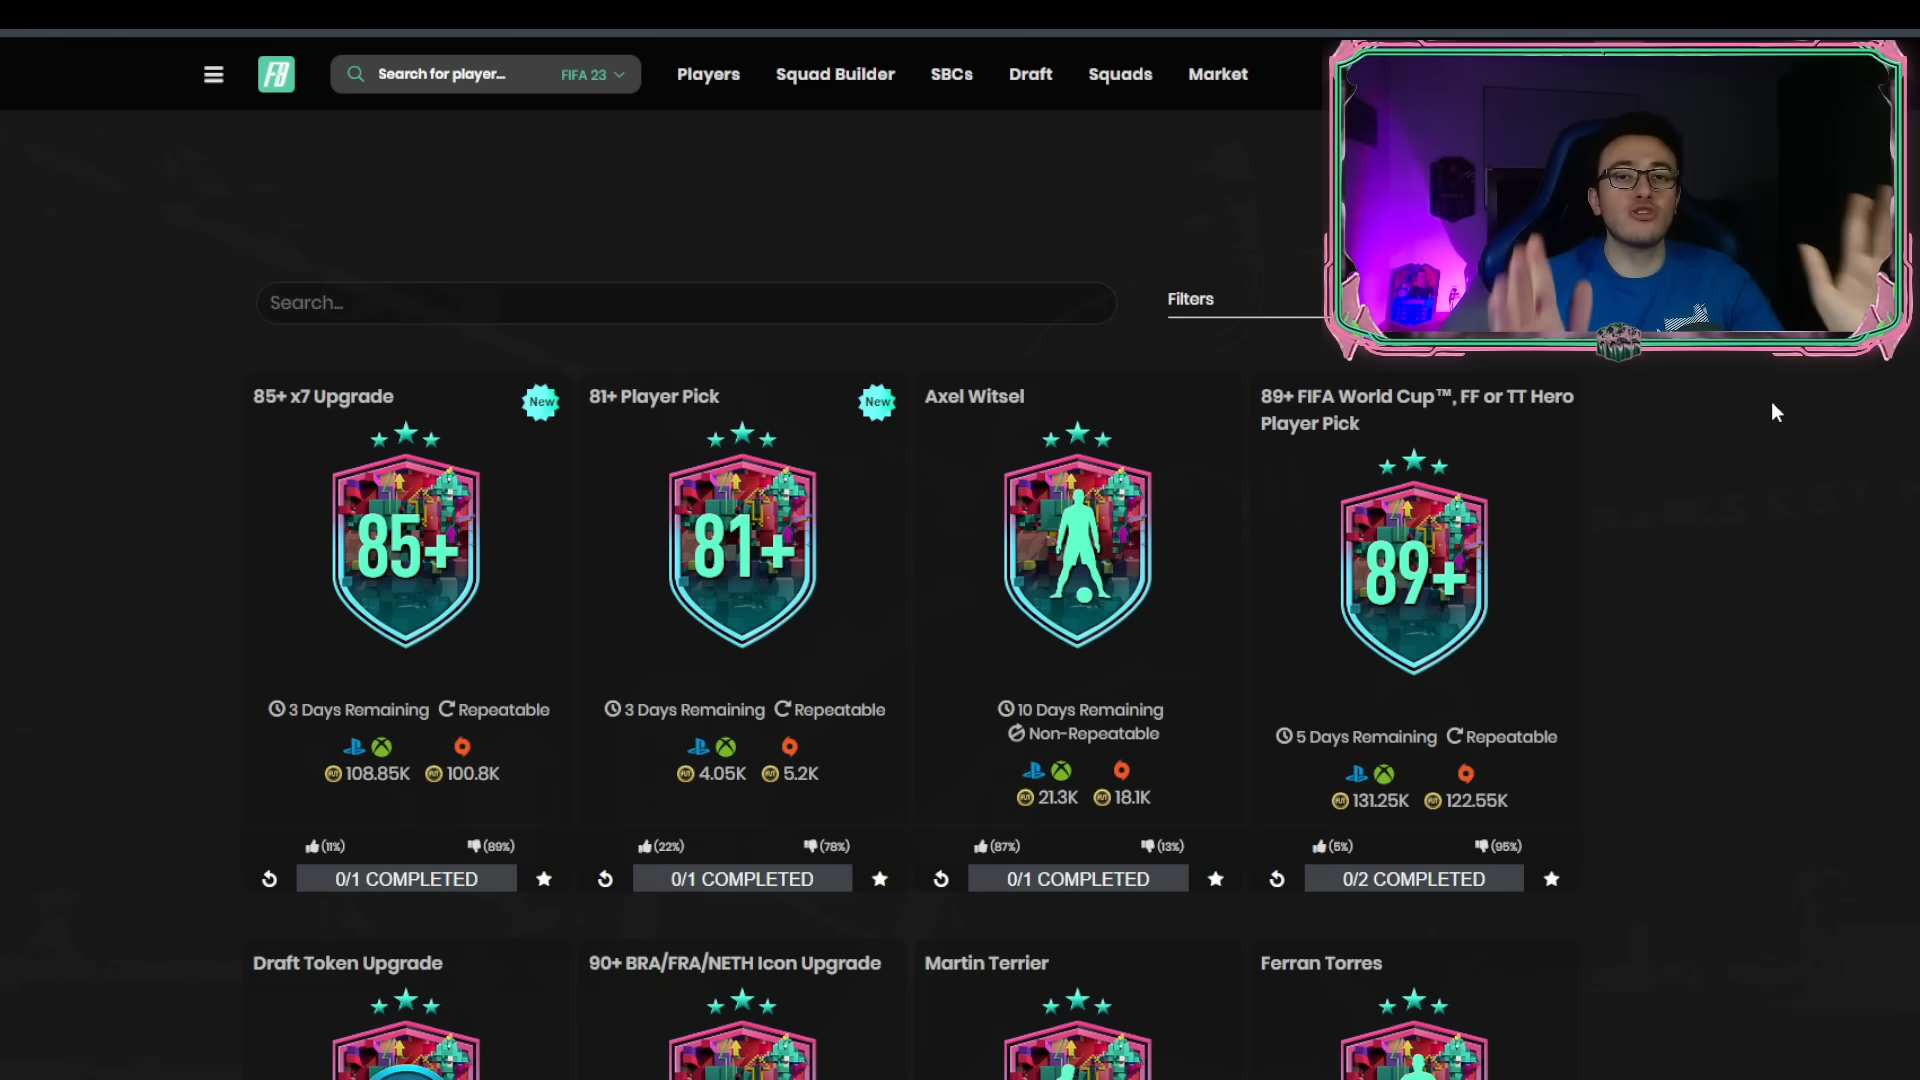 FB
Search for player...
FIFA 23
Players
Squad Builder
SBCs
Draft
Squads
Market
Search...
Filters
85+ x7 Upgrade
New
85+
3 Days Remaining
Repeatable
108.85K
100.8K
(11%)
(89%)
0/1 COMPLETED
81+ Player Pick
New
81+
3 Days Remaining
Repeatable
4.05K
5.2K
(22%)
(78%)
0/1 COMPLETED
Axel Witsel
10 Days Remaining
Non-Repeatable
21.3K
18.1K
(87%)
(13%)
0/1 COMPLETED
89+ FIFA World Cup™, FF or TT Hero
Player Pick
89+
5 Days Remaining
Repeatable
131.25K
122.55K
(5%)
(95%)
0/2 COMPLETED
Draft Token Upgrade
90+ BRA/FRA/NETH Icon Upgrade
Martin Terrier
Ferran Torres